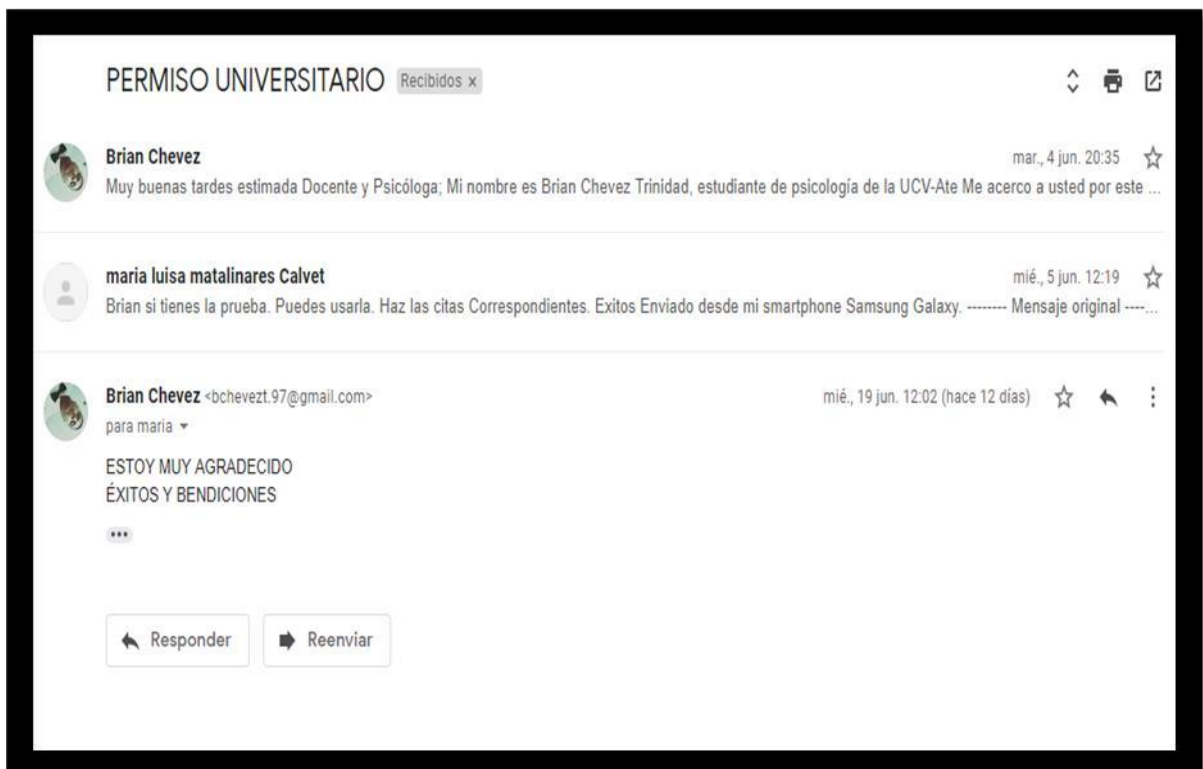 PERMISO UNIVERSITARIO Recibidos x
Brian Chevez mar., 4 jun. 20:35
Muy buenas tardes estimada Docente y Psicóloga; Mi nombre es Brian Chevez Trinidad, estudiante de psicología de la UCV-Ate Me acerco a usted por este ...
maria luisa matalinares Calvet mié., 5 jun. 12:19
Brian si tienes la prueba. Puedes usarla. Haz las citas Correspondientes. Exitos Enviado desde mi smartphone Samsung Galaxy. -------- Mensaje original ----...
Brian Chevez <bchevezt.97@gmail.com> mié., 19 jun. 12:02 (hace 12 días)
para maria
ESTOY MUY AGRADECIDO
ÉXITOS Y BENDICIONES
Responder Reenviar